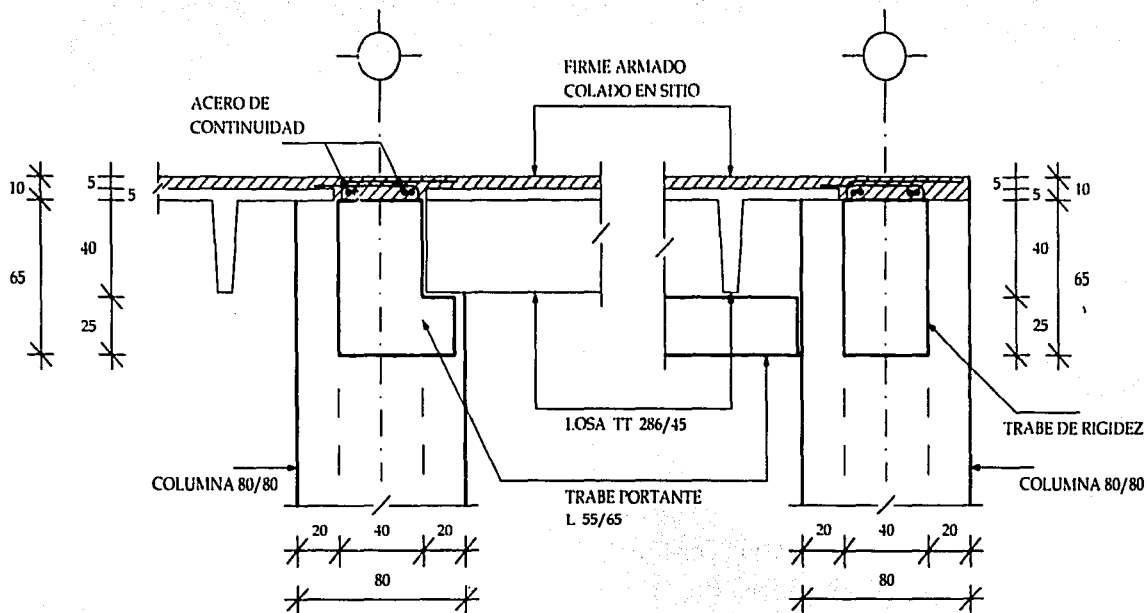 FIRME ARMADO
COLADO EN SITIO
ACERO DE
CONTINUIDAD
10
5
5
65
40
25
5
5
10
40
65
25
LOSA TT 286/45
TRABE DE RIGIDEZ
COLUMNA 80/80
TRABE PORTANTE
L 55/65
COLUMNA 80/80
20
40
20
80
20
40
20
80